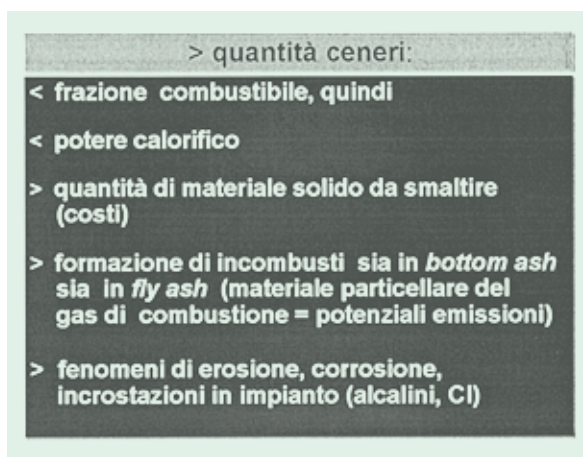 > quantità ceneri:
< frazione combustibile, quindi
< potere calorifico
> quantità di materiale solido da smaltire
(costi)
> formazione di incombusti sia in bottom ash
sia in fly ash (materiale particellare del
gas di combustione = potenziali emissioni)
> fenomeni di erosione, corrosione,
incrostazioni in impianto (alcalini, Cl)